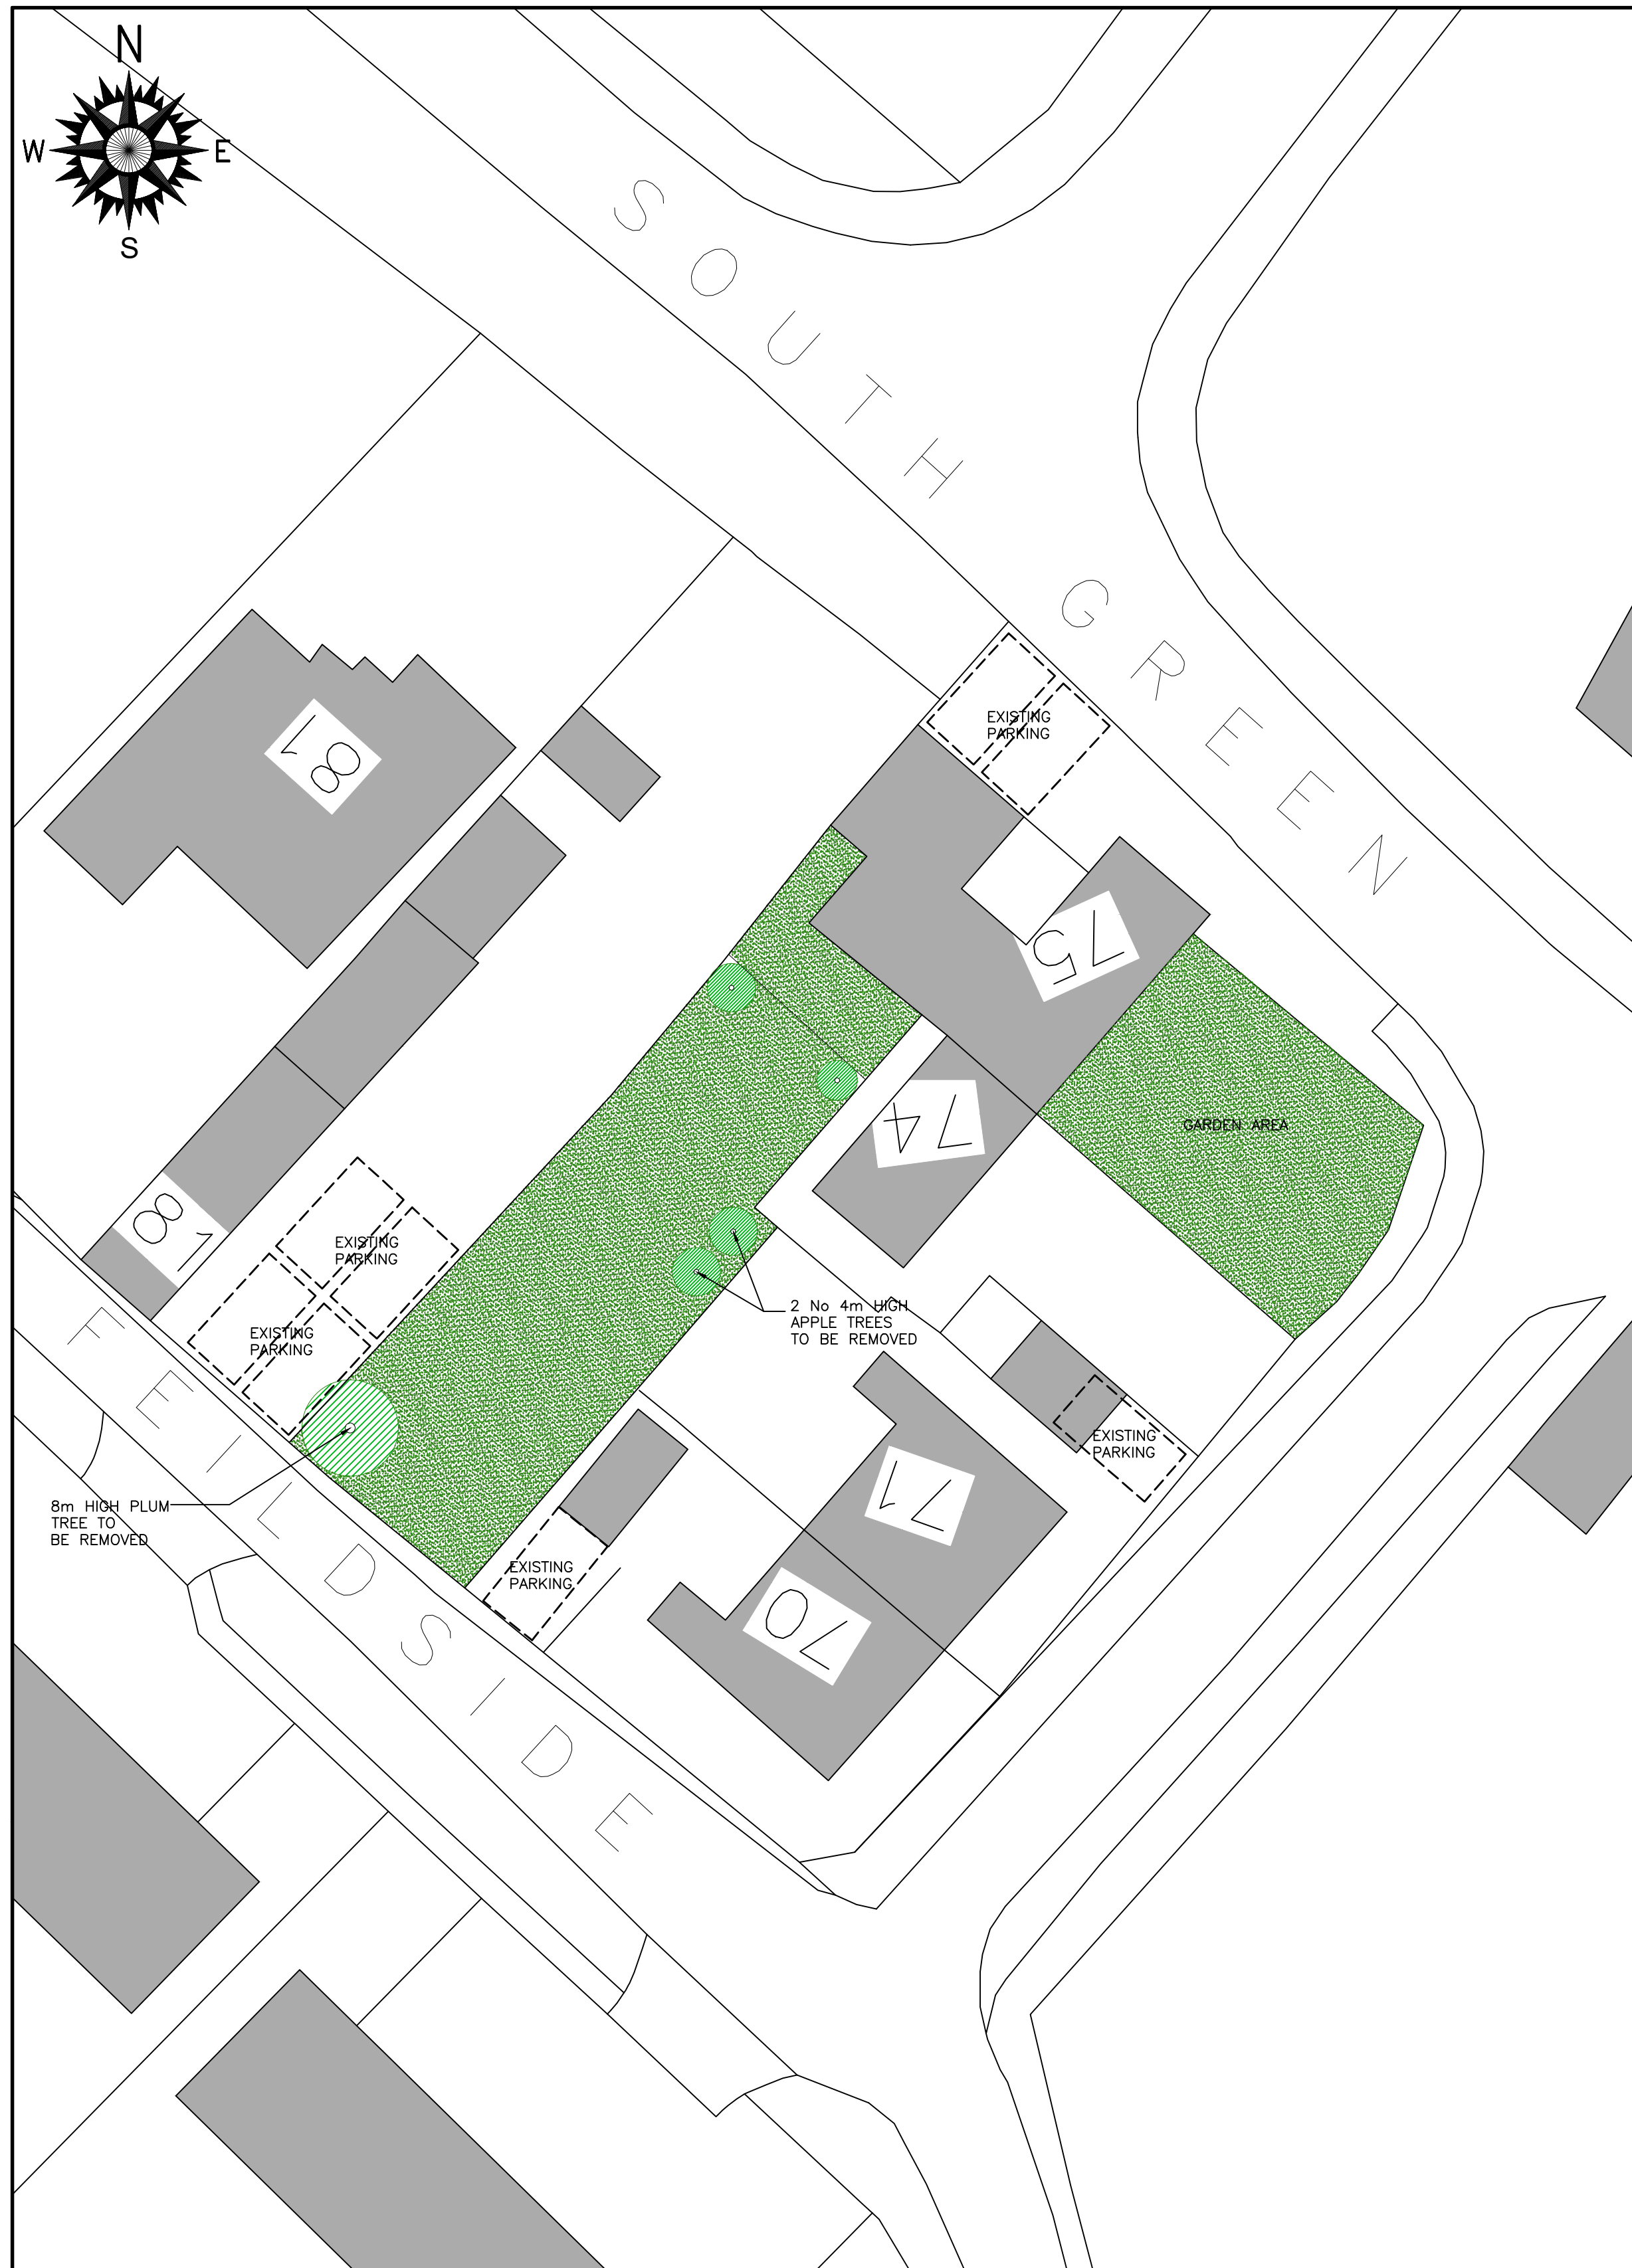 N
W E
S
SOUTH GREEN
81
EXISTING
PARKING
75
74
GARDEN AREA
81
EXISTING
PARKING
EXISTING
PARKING
2 No 4m HIGH
APPLE TREES
TO BE REMOVED
EXISTING
PARKING
71
8m HIGH PLUM
TREE TO
BE REMOVED
EXISTING
PARKING
70
FEILDSIDE